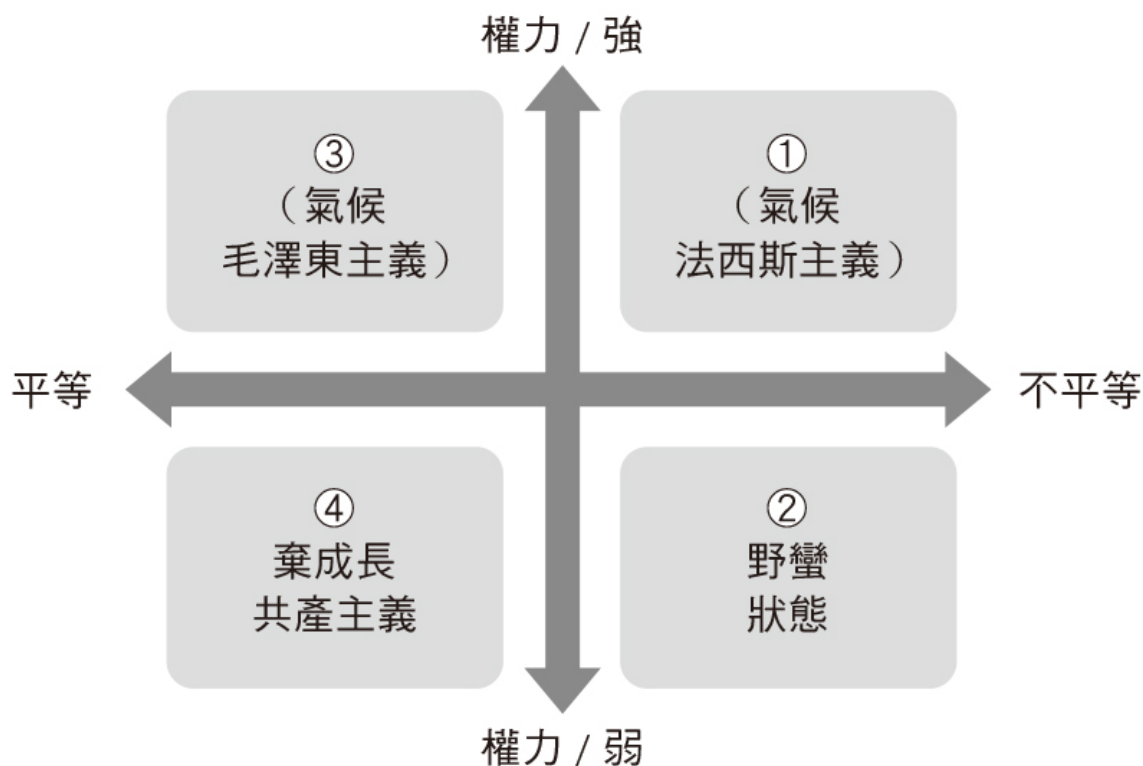 權力 / 強
③
（氣候
毛澤東主義）
①
（氣候
法西斯主義）
平等
不平等
④
棄成長
共產主義
②
野蠻
狀態
權力 / 弱